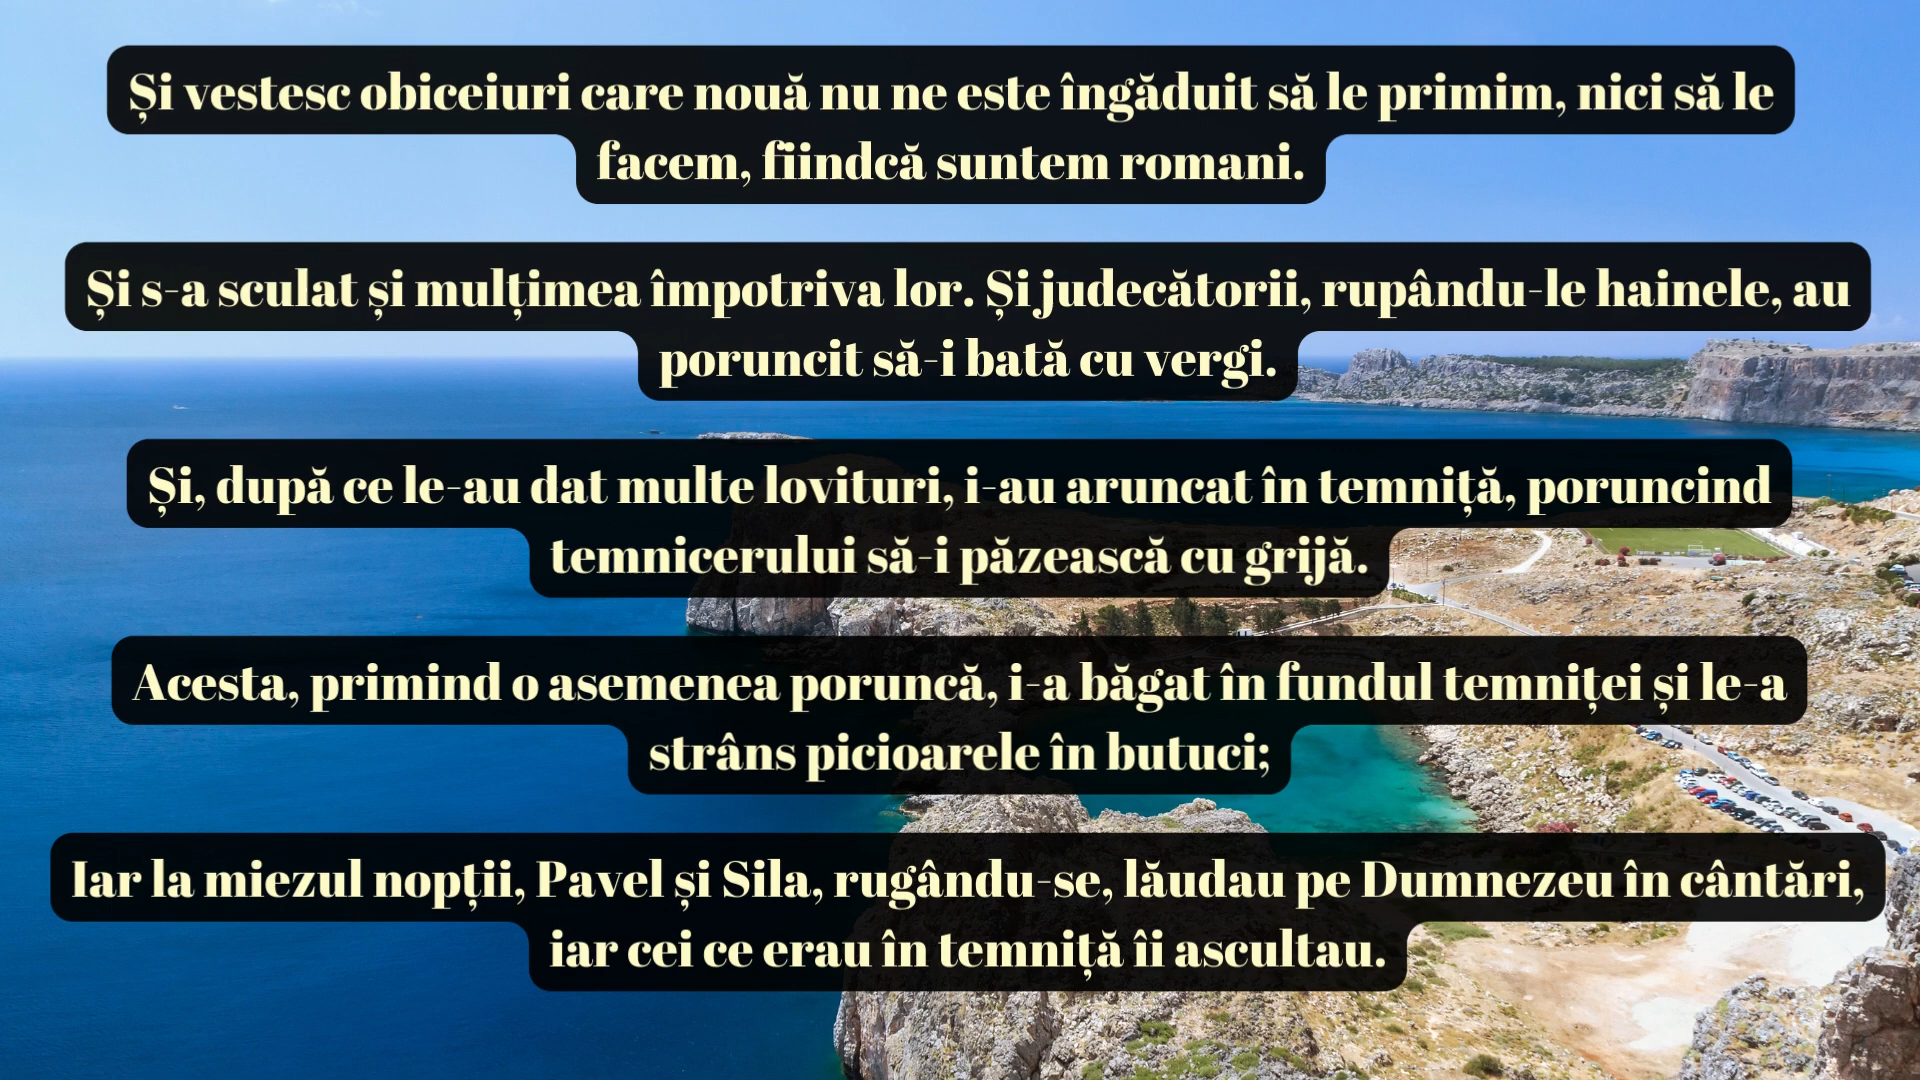 Și vestesc obiceiuri care nouă nu ne este îngăduit să le primim, nici să le
facem, fiindcă suntem romani.
Și s-a sculat și mulțimea împotriva lor. Și judecătorii, rupându-le hainele, au
poruncit să-i bată cu vergi.
Și, după ce le-au dat multe lovituri, i-au aruncat în temniță, poruncind
temnicerului să-i păzească cu grijă.
Acesta, primind o asemenea poruncă, i-a băgat în fundul temniței și le-a
strâns picioarele în butuci;
Iar la miezul nopții, Pavel și Sila, rugându-se, lăudau pe Dumnezeu în cântări,
iar cei ce erau în temniță îi ascultau.